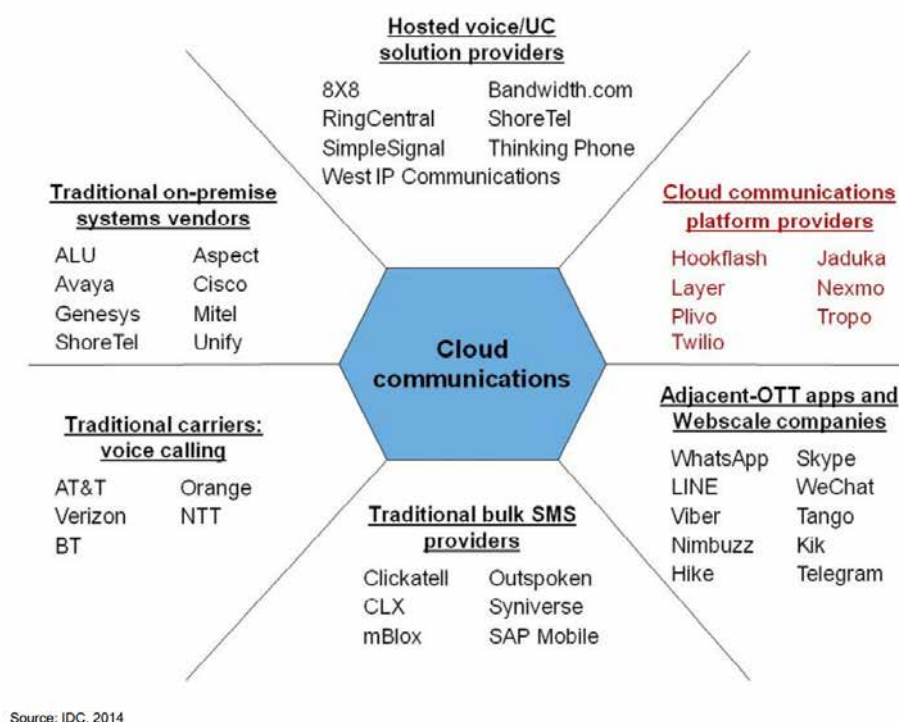 Hosted voice/UC
solution providers
8X8 Bandwidth.com
RingCentral ShoreTel
SimpleSignal Thinking Phone
West IP Communications
Traditional on-premise
systems vendors
ALU Aspect
Avaya Cisco
Genesys Mitel
ShoreTel Unify
Cloud communications
platform providers
Hookflash Jaduka
Layer Nexmo
Plivo Tropo
Twilio
Cloud
communications
Traditional carriers:
voice calling
AT&T Orange
Verizon NTT
BT
Traditional bulk SMS
providers
Clickatell Outspoken
CLX Syniverse
mBlox SAP Mobile
Adjacent-OTT apps and
Webscale companies
WhatsApp Skype
LINE WeChat
Viber Tango
Nimbuzz Kik
Hike Telegram
Source: IDC, 2014